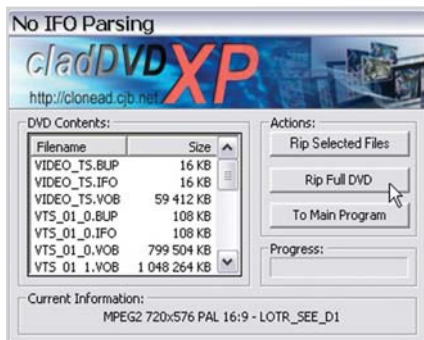 No IFO Parsing
cladDVD XP
http://clonead.cjb.net
DVD Contents:
Filename Size
VIDEO_TS.BUP 16 KB
VIDEO_TS.IFO 16 KB
VIDEO_TS.VOB 59 412 KB
VTS_01_0.BUP 108 KB
VTS_01_0.IFO 108 KB
VTS_01_0.VOB 799 504 KB
VTS_01_1.VOB 1 048 264 KB
Actions:
Rip Selected Files
Rip Full DVD
To Main Program
Progress:
Current Information:
MPEG2 720x576 PAL 16:9 - LOTR_SEE_D1